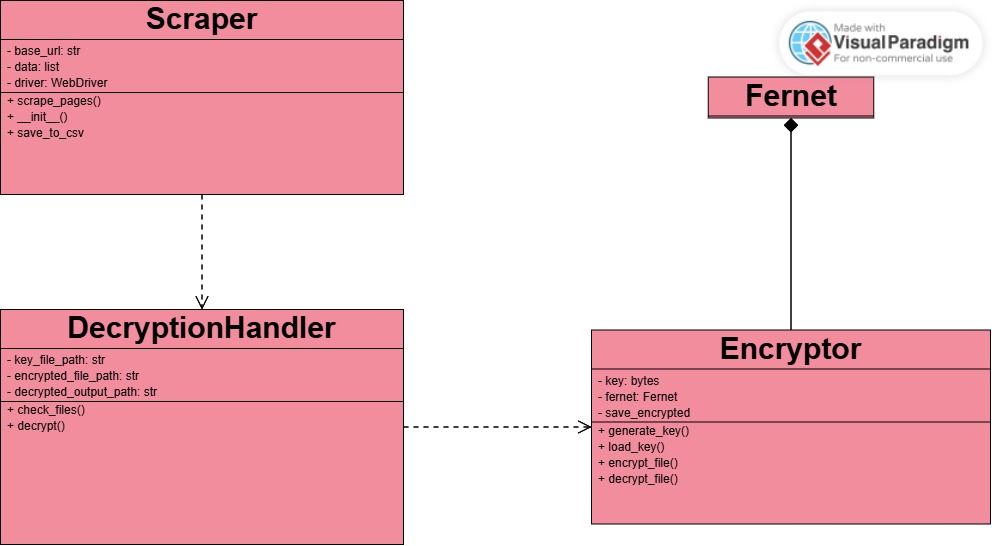 Scraper
- base_url: str
- data: list
- driver: WebDriver
+ scrape_pages()
+ __init__()
+ save_to_csv
Made with
Visual Paradigm
For non-commercial use
Fernet
DecryptionHandler
- key_file_path: str
- encrypted_file_path: str
- decrypted_output_path: str
+ check_files()
+ decrypt()
Encryptor
- key: bytes
- fernet: Fernet
- save_encrypted
+ generate_key()
+ load_key()
+ encrypt_file()
+ decrypt_file()